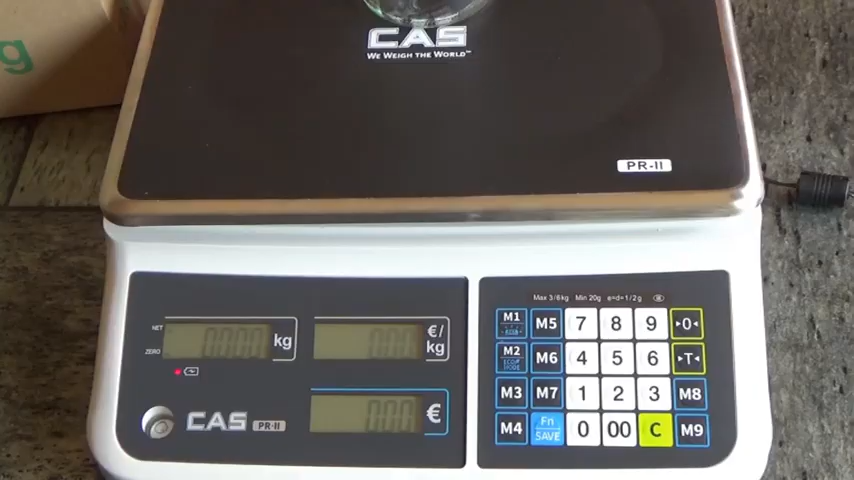 g
CAS
WE WEIGH THE WORLD™
PR-II
Max 3/6kg Min 20g e=d=1/2g
NET
ZERO
0.000 kg
0.00 €/kg
0.00 €
CAS PR-II
M1 M5 7 8 9 ▸0◂
M2 M6 4 5 6 ▸T◂
M3 M7 1 2 3 M8
M4 Fn SAVE 0 00 C M9